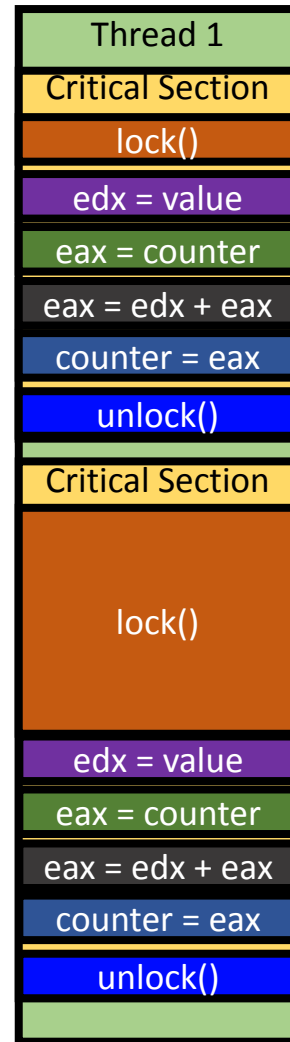 Thread 1
Critical Section
lock()
edx = value
eax = counter
eax = edx + eax
counter = eax
unlock()
Critical Section
lock()
edx = value
eax = counter
eax = edx + eax
counter = eax
unlock()